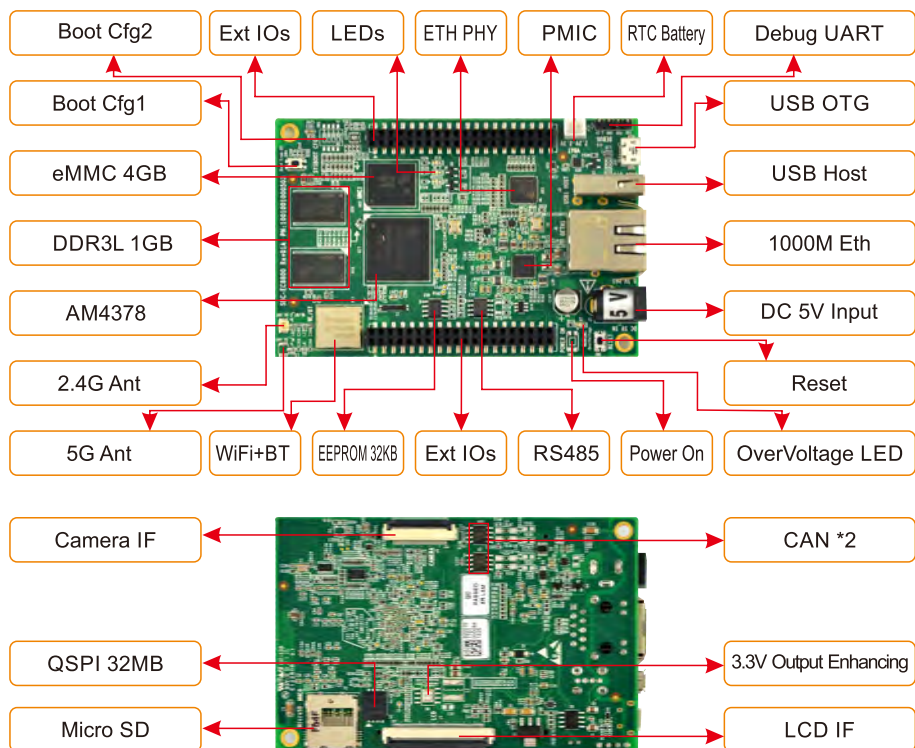 Boot Cfg2
Ext IOs
LEDs
ETH PHY
PMIC
RTC Battery
Debug UART
Boot Cfg1
USB OTG
eMMC 4GB
USB Host
DDR3L 1GB
1000M Eth
AM4378
DC 5V Input
5V
2.4G Ant
Reset
5G Ant
WiFi+BT
EEPROM 32KB
Ext IOs
RS485
Power On
OverVoltage LED
Camera IF
CAN *2
QSPI 32MB
3.3V Output Enhancing
Micro SD
LCD IF